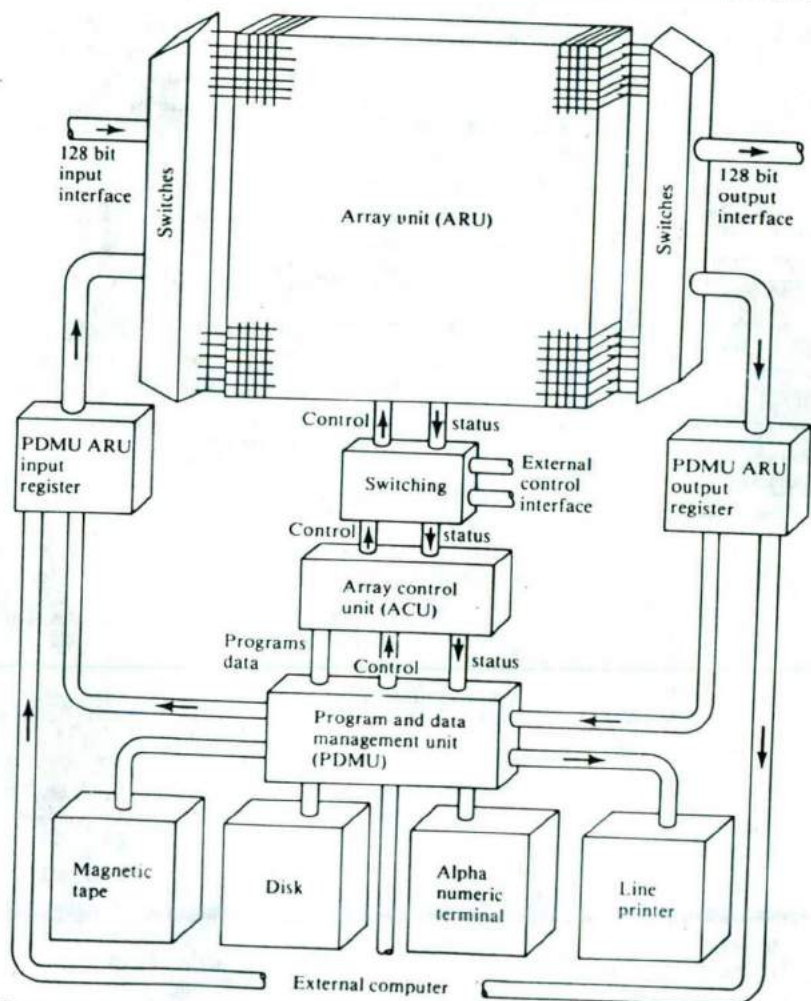 128 bit
input
interface
Switches
Array unit (ARU)
Switches
128 bit
output
interface
Control
status
PDMU ARU
input
register
Switching
External
control
interface
PDMU ARU
output
register
Control
status
Array control
unit (ACU)
Programs
data
Control
status
Program and data
management unit
(PDMU)
Magnetic
tape
Disk
Alpha
numeric
terminal
Line
printer
External computer